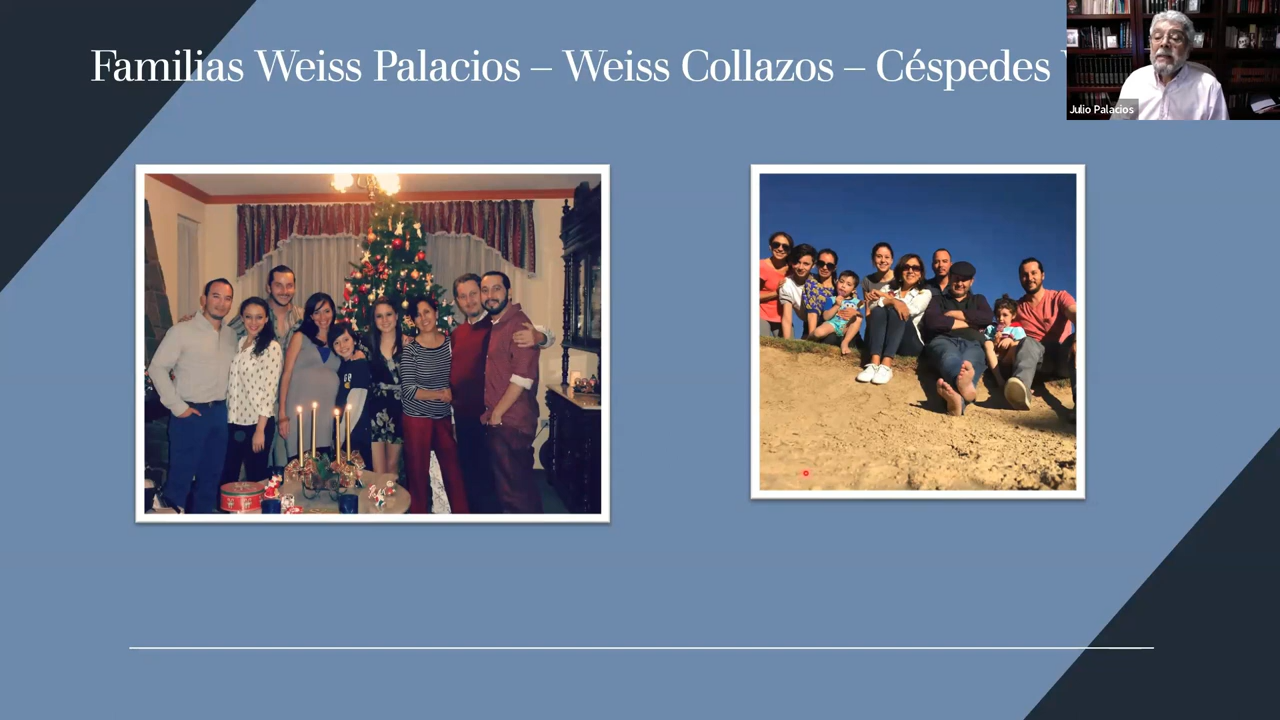 Familias Weiss Palacios – Weiss Collazos – Céspedes
Julio Palacios